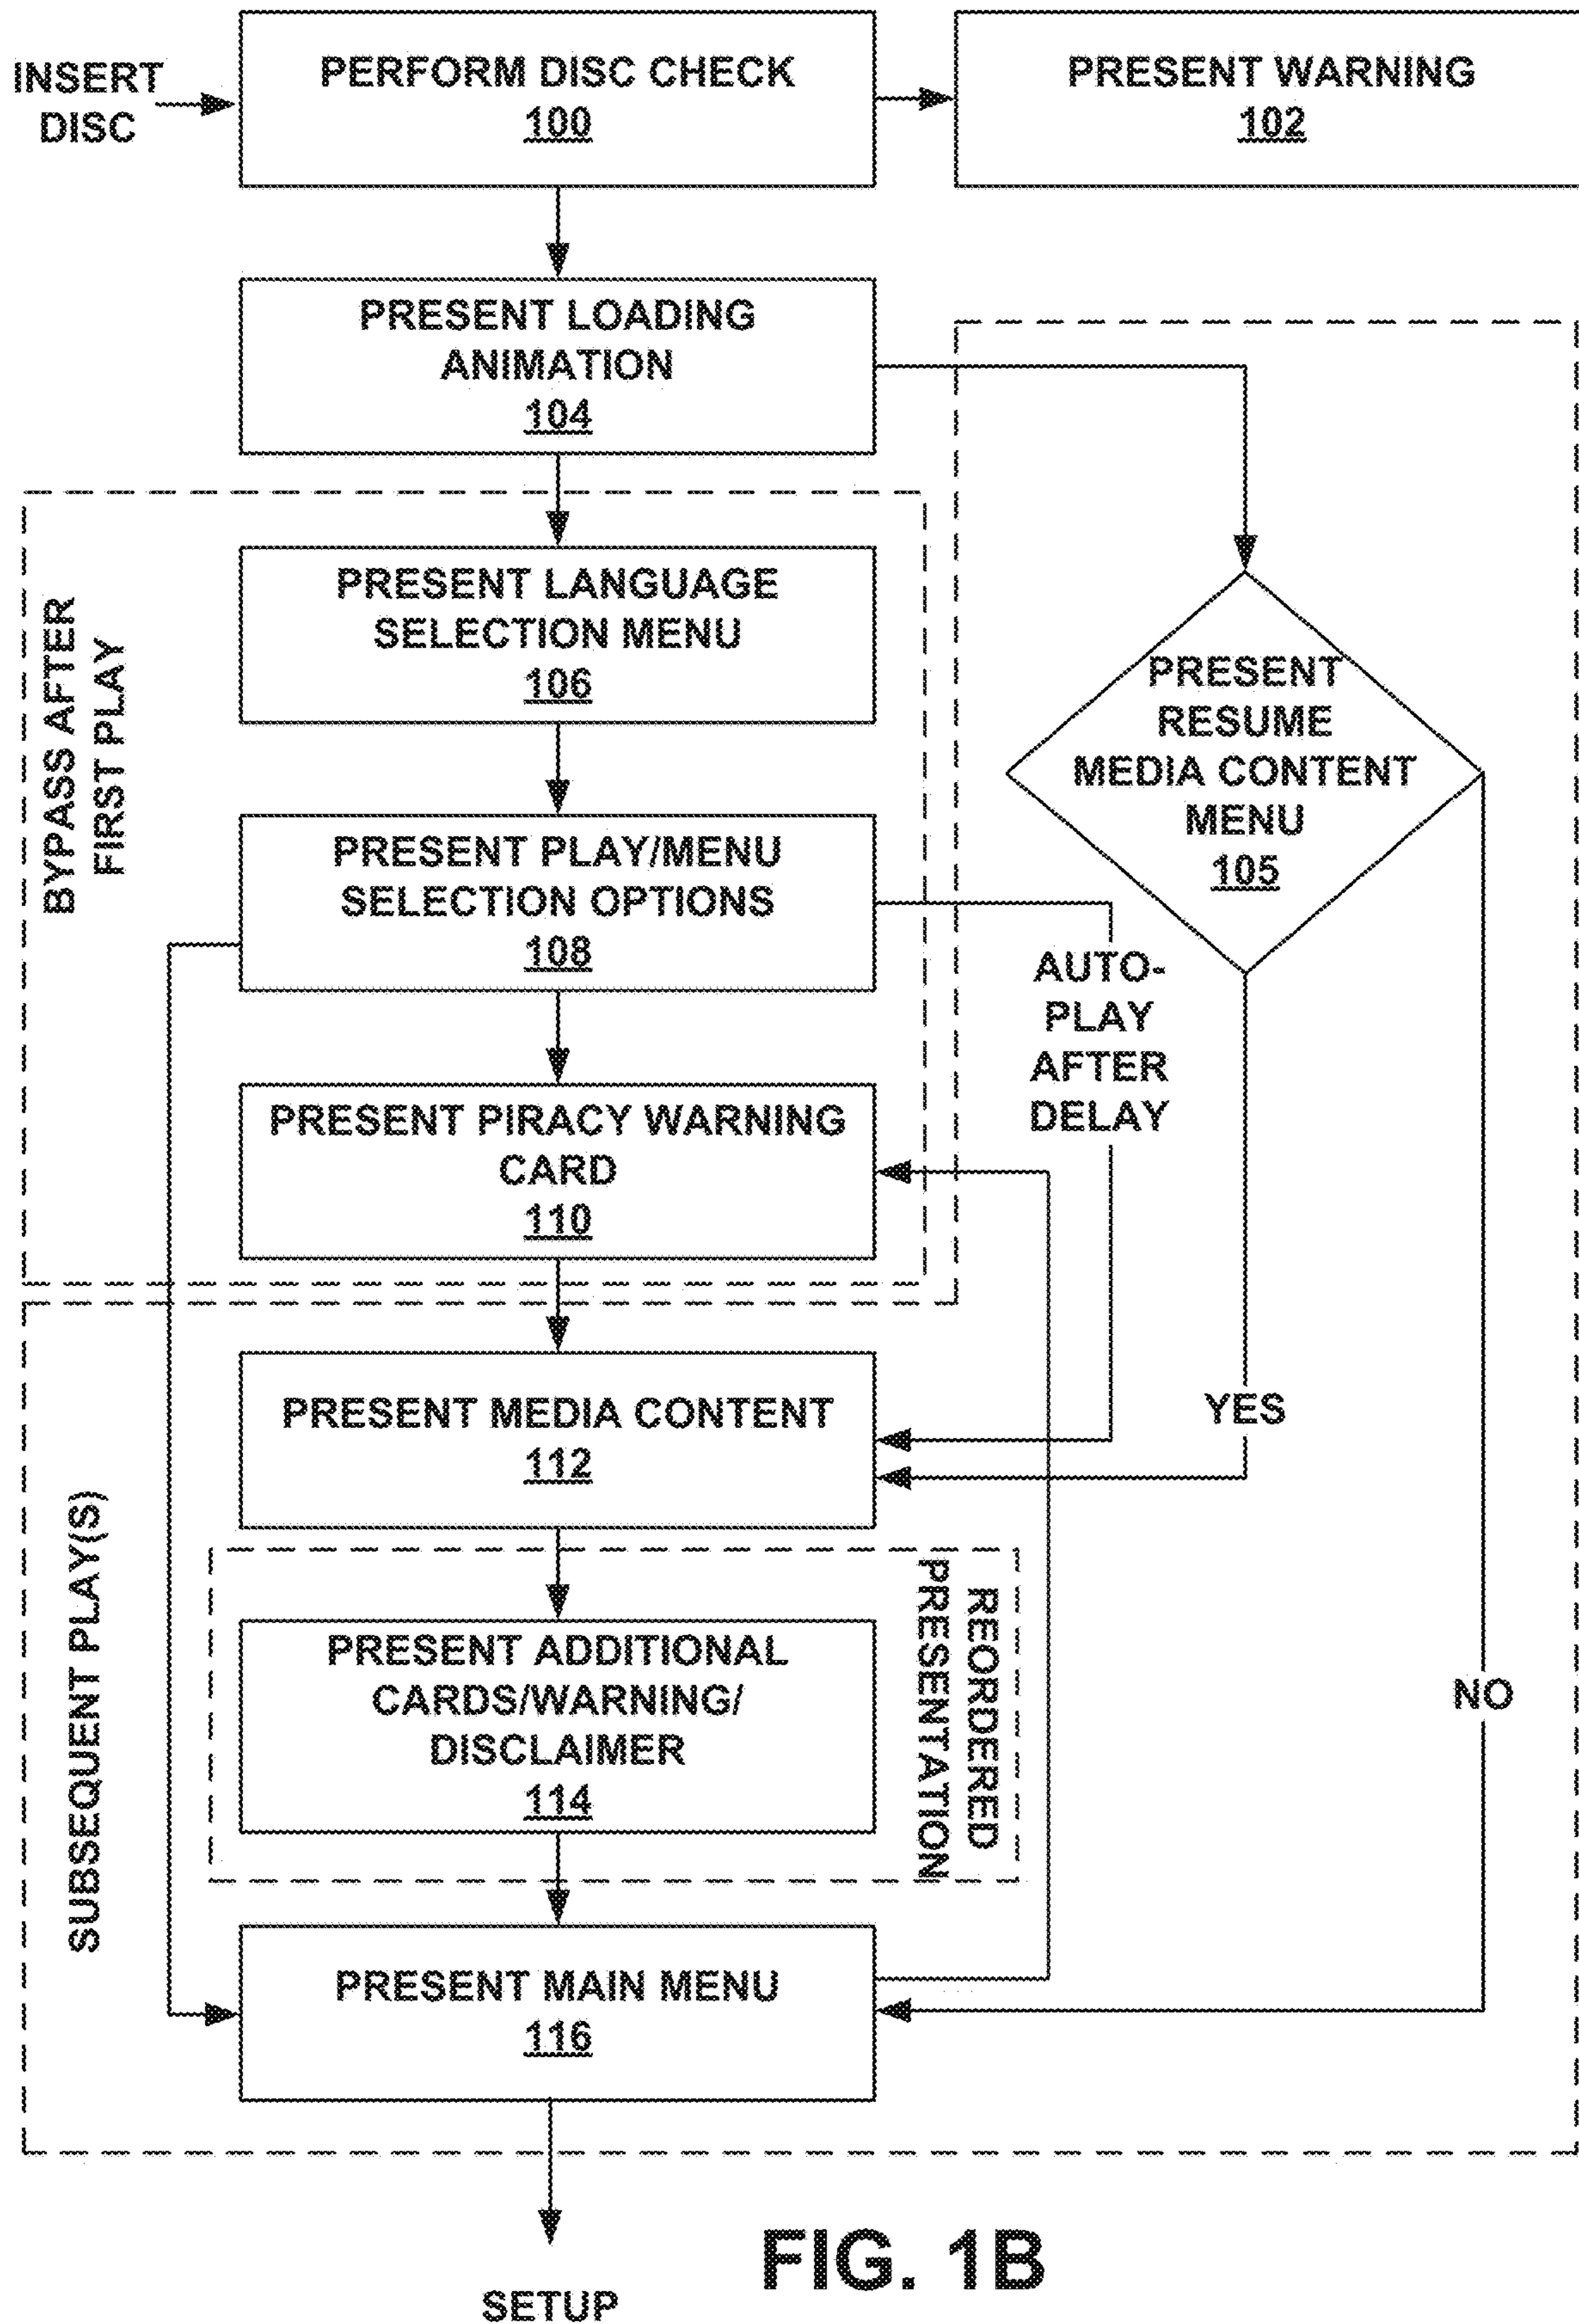 INSERT
DISC
PERFORM DISC CHECK
100
PRESENT WARNING
102
PRESENT LOADING
ANIMATION
104
BYPASS AFTER
FIRST PLAY
PRESENT LANGUAGE
SELECTION MENU
106
PRESENT
RESUME
MEDIA CONTENT
MENU
105
PRESENT PLAY/MENU
SELECTION OPTIONS
108
AUTO-
PLAY
AFTER
DELAY
PRESENT PIRACY WARNING
CARD
110
PRESENT MEDIA CONTENT
112
YES
SUBSEQUENT PLAY(S)
PRESENT ADDITIONAL
CARDS/WARNING/
DISCLAIMER
114
REORDERED
PRESENTATION
NO
PRESENT MAIN MENU
116
SETUP
FIG. 1B